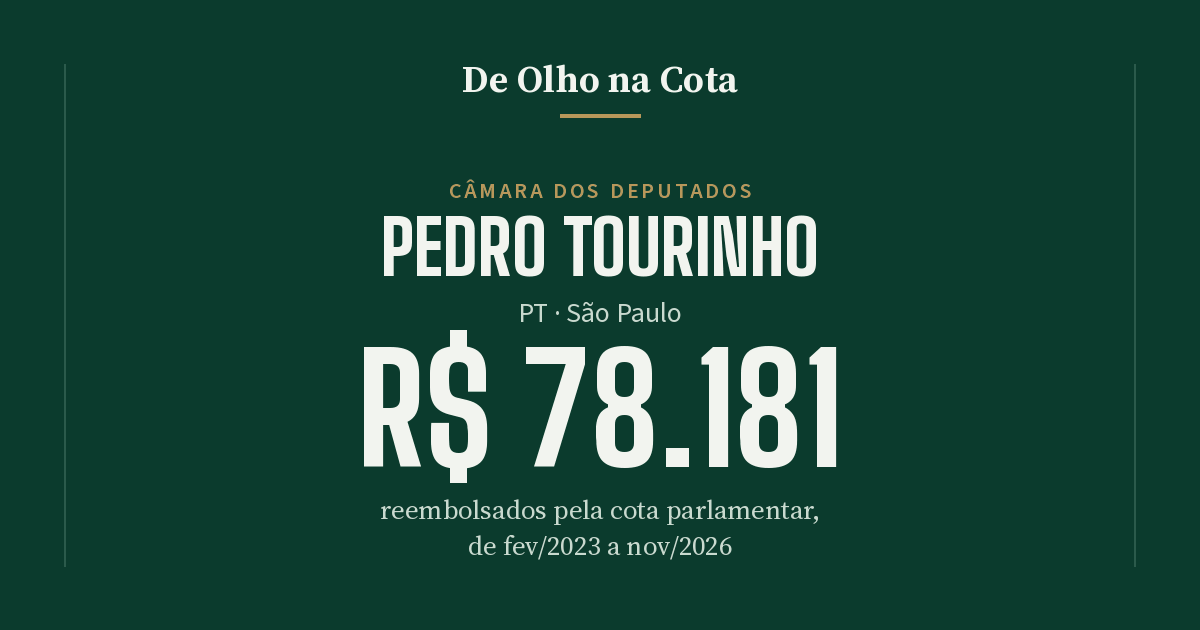 De Olho na Cota
CÂMARA DOS DEPUTADOS
PEDRO TOURINHO
PT · São Paulo
R$ 78.181
reembolsados pela cota parlamentar,
de fev/2023 a nov/2026